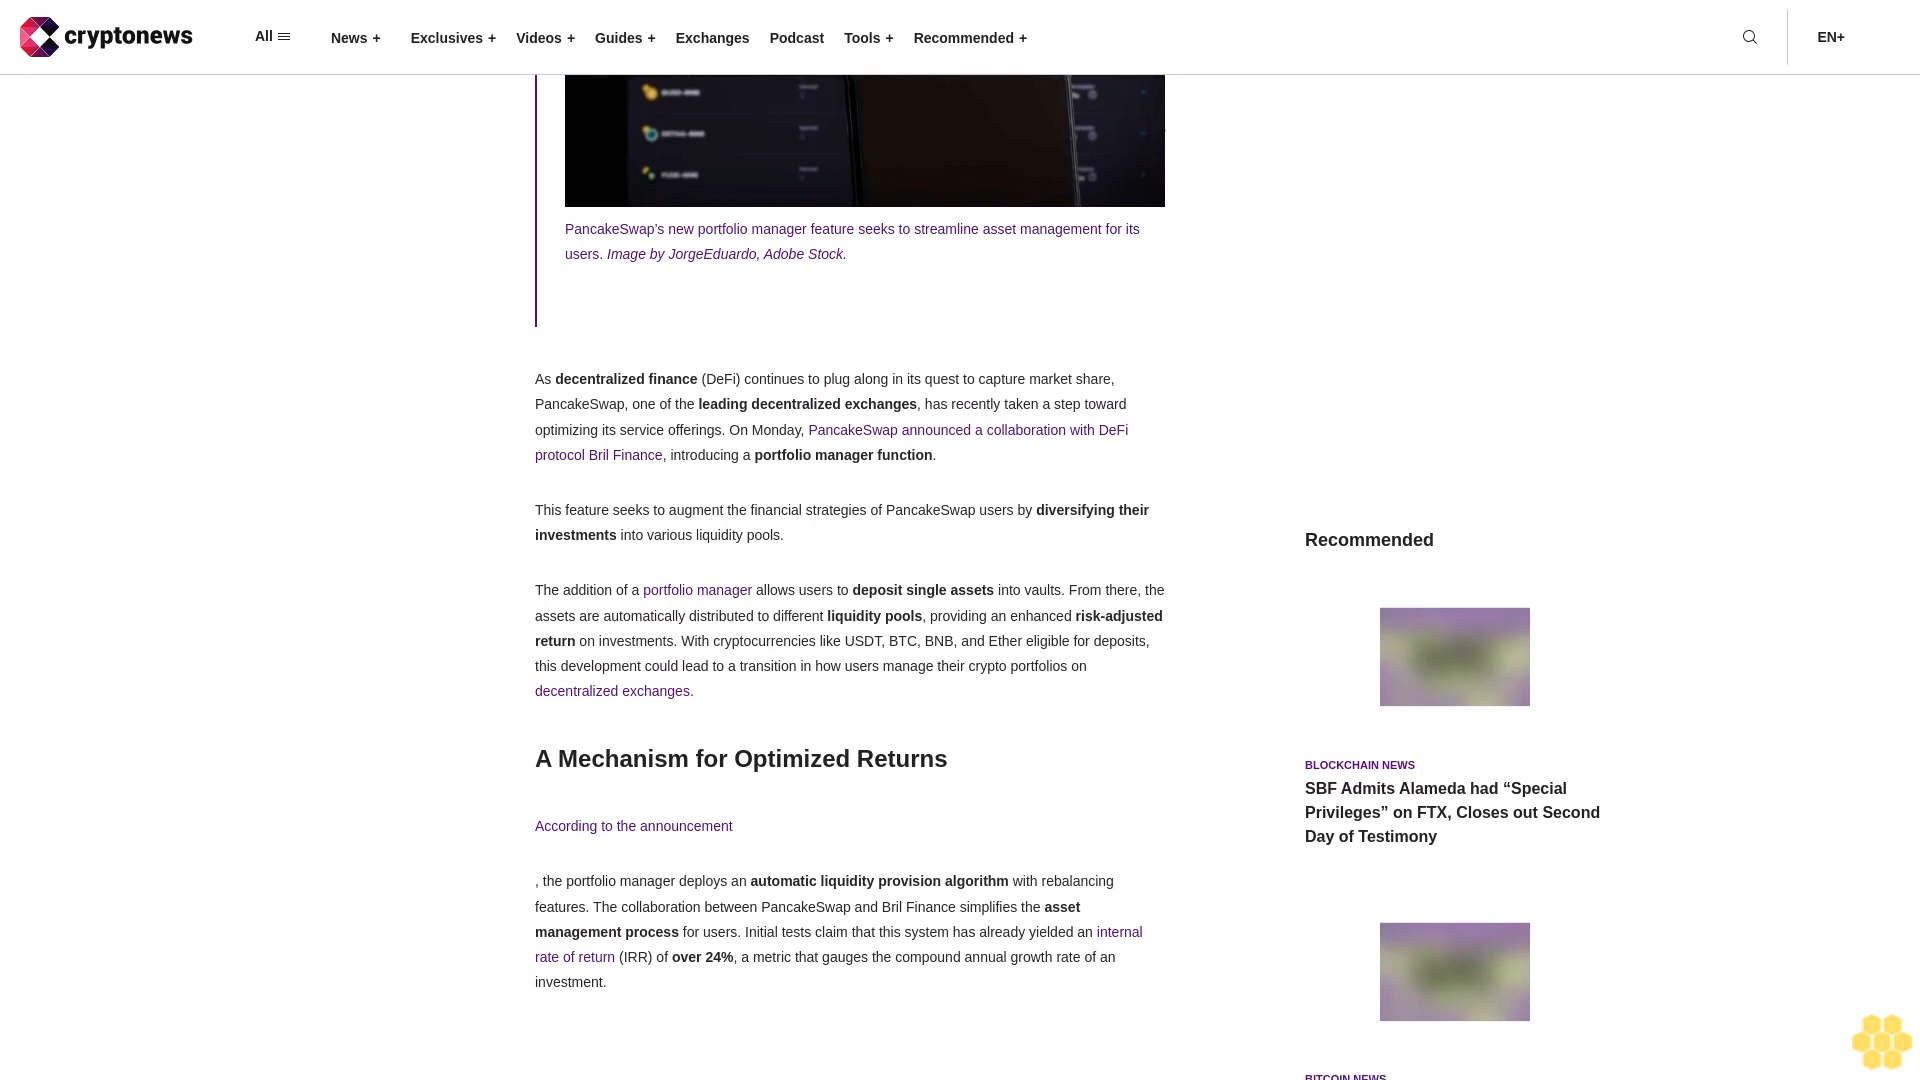 cryptonews
All
News +
Exclusives +
Videos +
Guides +
Exchanges
Podcast
Tools +
Recommended +
EN+
PancakeSwap’s new portfolio manager feature seeks to streamline asset management for its
users. Image by JorgeEduardo, Adobe Stock.
As decentralized finance (DeFi) continues to plug along in its quest to capture market share,
PancakeSwap, one of the leading decentralized exchanges, has recently taken a step toward
optimizing its service offerings. On Monday, PancakeSwap announced a collaboration with DeFi
protocol Bril Finance, introducing a portfolio manager function.
This feature seeks to augment the financial strategies of PancakeSwap users by diversifying their
investments into various liquidity pools.
The addition of a portfolio manager allows users to deposit single assets into vaults. From there, the
assets are automatically distributed to different liquidity pools, providing an enhanced risk-adjusted
return on investments. With cryptocurrencies like USDT, BTC, BNB, and Ether eligible for deposits,
this development could lead to a transition in how users manage their crypto portfolios on
decentralized exchanges.
A Mechanism for Optimized Returns
According to the announcement
, the portfolio manager deploys an automatic liquidity provision algorithm with rebalancing
features. The collaboration between PancakeSwap and Bril Finance simplifies the asset
management process for users. Initial tests claim that this system has already yielded an internal
rate of return (IRR) of over 24%, a metric that gauges the compound annual growth rate of an
investment.
Recommended
BLOCKCHAIN NEWS
SBF Admits Alameda had “Special
Privileges” on FTX, Closes out Second
Day of Testimony
BITCOIN NEWS